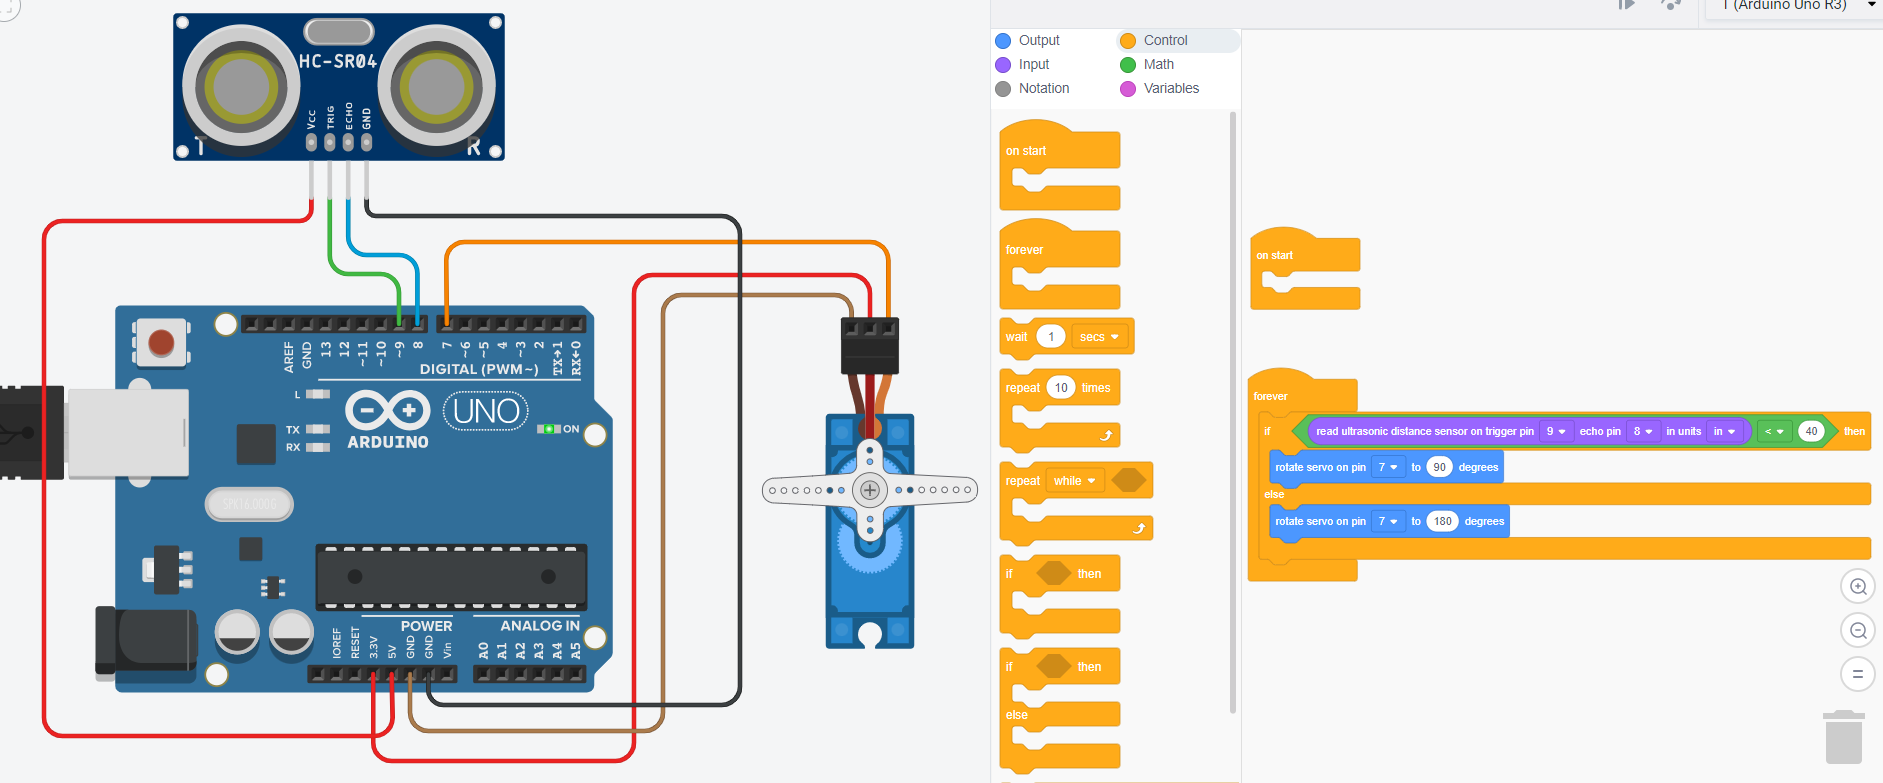 HC-SR04
VCC
TRIG
ECHO
GND
T
R
AREF
GND
13
12
~11
~10
~9
8
7
~6
~5
4
~3
2
TX→1
RX←0
DIGITAL (PWM~)
L
TX
RX
ARDUINO
UNO
ON
SPK16.000G
POWER
ANALOG IN
IOREF
RESET
3.3V
5V
GND
GND
Vin
A0
A1
A2
A3
A4
A5
1 (Arduino Uno R3)
Output
Control
Input
Math
Notation
Variables
on start
forever
wait 1 secs
repeat 10 times
repeat while
if then
if then
else
on start
forever
if read ultrasonic distance sensor on trigger pin 9 echo pin 8 in units in < 40 then
rotate servo on pin 7 to 90 degrees
else
rotate servo on pin 7 to 180 degrees